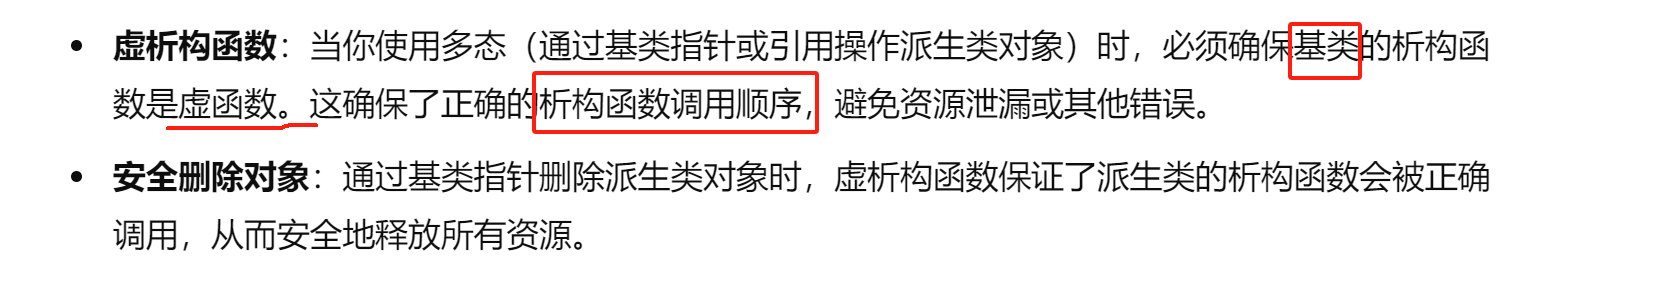 • 虚析构函数：当你使用多态（通过基类指针或引用操作派生类对象）时，必须确保基类的析构函
数是虚函数。这确保了正确的析构函数调用顺序，避免资源泄漏或其他错误。
• 安全删除对象：通过基类指针删除派生类对象时，虚析构函数保证了派生类的析构函数会被正确
调用，从而安全地释放所有资源。